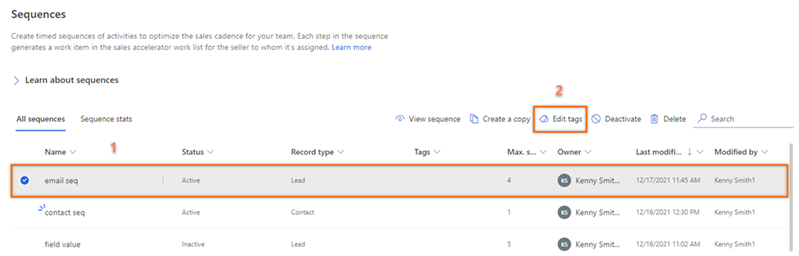 Sequences
Create timed sequences of activities to optimize the sales cadence for your team. Each step in the sequence
generates a work item in the sales accelerator work list for the seller to whom it's assigned. Learn more
Learn about sequences
2
All sequences Sequence stats View sequence Create a copy Edit tags Deactivate Delete Search
1
Name Status Record type Tags Max. s... Owner Last modifi... Modified by
email seq Active Lead 4 KS Kenny Smit... 12/17/2021 11:45 AM Kenny Smith1
contact seq Active Contact 1 KS Kenny Smit... 12/16/2021 12:30 PM Kenny Smith1
field value Inactive Lead 5 KS Kenny Smit... 12/16/2021 11:02 AM Kenny Smith1